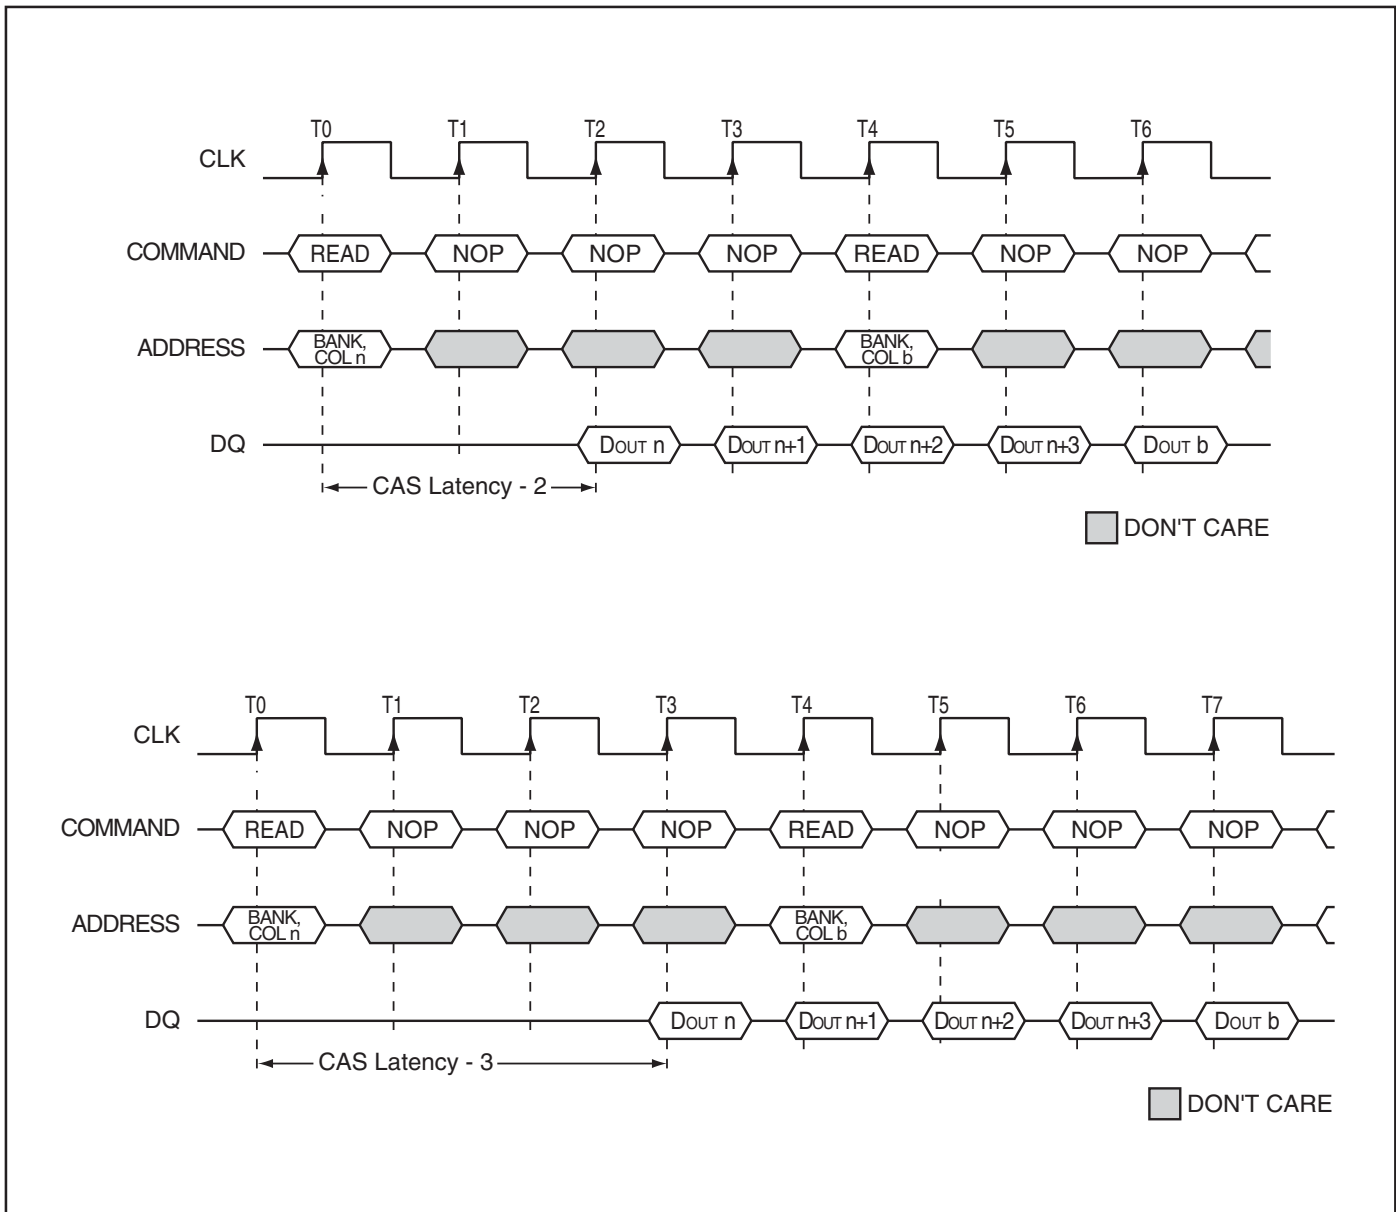 T0 T1 T2 T3 T4 T5 T6
CLK
COMMAND READ NOP NOP NOP READ NOP NOP
ADDRESS BANK, COL n BANK, COL b
DQ DOUT n DOUT n+1 DOUT n+2 DOUT n+3 DOUT b
CAS Latency - 2
DON'T CARE
T0 T1 T2 T3 T4 T5 T6 T7
CLK
COMMAND READ NOP NOP NOP READ NOP NOP NOP
ADDRESS BANK, COL n BANK, COL b
DQ DOUT n DOUT n+1 DOUT n+2 DOUT n+3 DOUT b
CAS Latency - 3
DON'T CARE